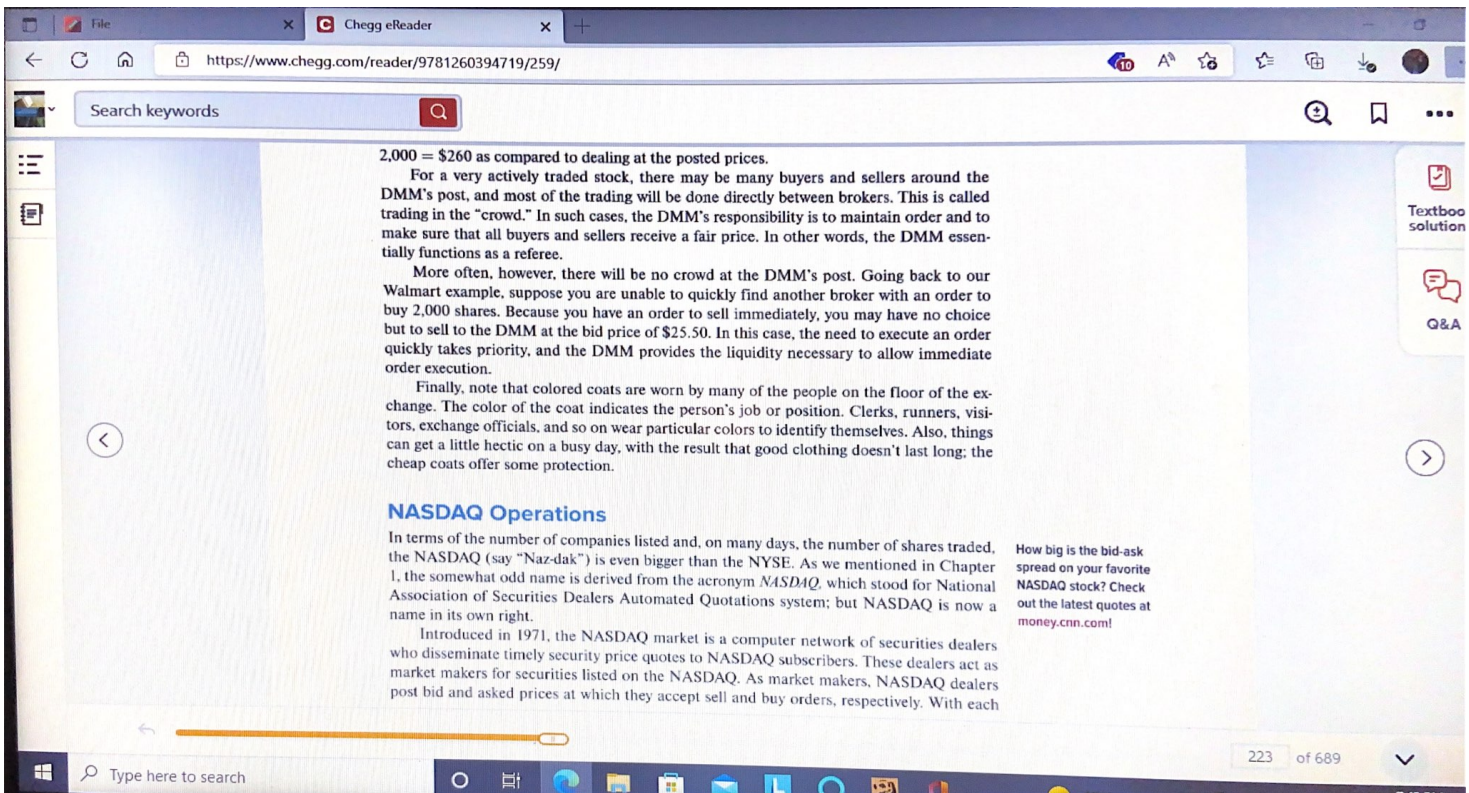 File
Chegg eReader
https://www.chegg.com/reader/9781260394719/259/
10
Search keywords
2,000 = $260 as compared to dealing at the posted prices.
For a very actively traded stock, there may be many buyers and sellers around the
DMM's post, and most of the trading will be done directly between brokers. This is called
trading in the "crowd." In such cases, the DMM's responsibility is to maintain order and to
make sure that all buyers and sellers receive a fair price. In other words, the DMM essen-
tially functions as a referee.
More often, however, there will be no crowd at the DMM's post. Going back to our
Walmart example, suppose you are unable to quickly find another broker with an order to
buy 2,000 shares. Because you have an order to sell immediately, you may have no choice
but to sell to the DMM at the bid price of $25.50. In this case, the need to execute an order
quickly takes priority, and the DMM provides the liquidity necessary to allow immediate
order execution.
Finally, note that colored coats are worn by many of the people on the floor of the ex-
change. The color of the coat indicates the person's job or position. Clerks, runners, visi-
tors, exchange officials, and so on wear particular colors to identify themselves. Also, things
can get a little hectic on a busy day, with the result that good clothing doesn't last long; the
cheap coats offer some protection.
NASDAQ Operations
In terms of the number of companies listed and, on many days, the number of shares traded,
the NASDAQ (say "Naz-dak") is even bigger than the NYSE. As we mentioned in Chapter
1, the somewhat odd name is derived from the acronym NASDAQ, which stood for National
Association of Securities Dealers Automated Quotations system; but NASDAQ is now a
name in its own right.
Introduced in 1971, the NASDAQ market is a computer network of securities dealers
who disseminate timely security price quotes to NASDAQ subscribers. These dealers act as
market makers for securities listed on the NASDAQ. As market makers, NASDAQ dealers
post bid and asked prices at which they accept sell and buy orders, respectively. With each
How big is the bid-ask
spread on your favorite
NASDAQ stock? Check
out the latest quotes at
money.cnn.com!
Textboo
solution
Q&A
223 of 689
Type here to search